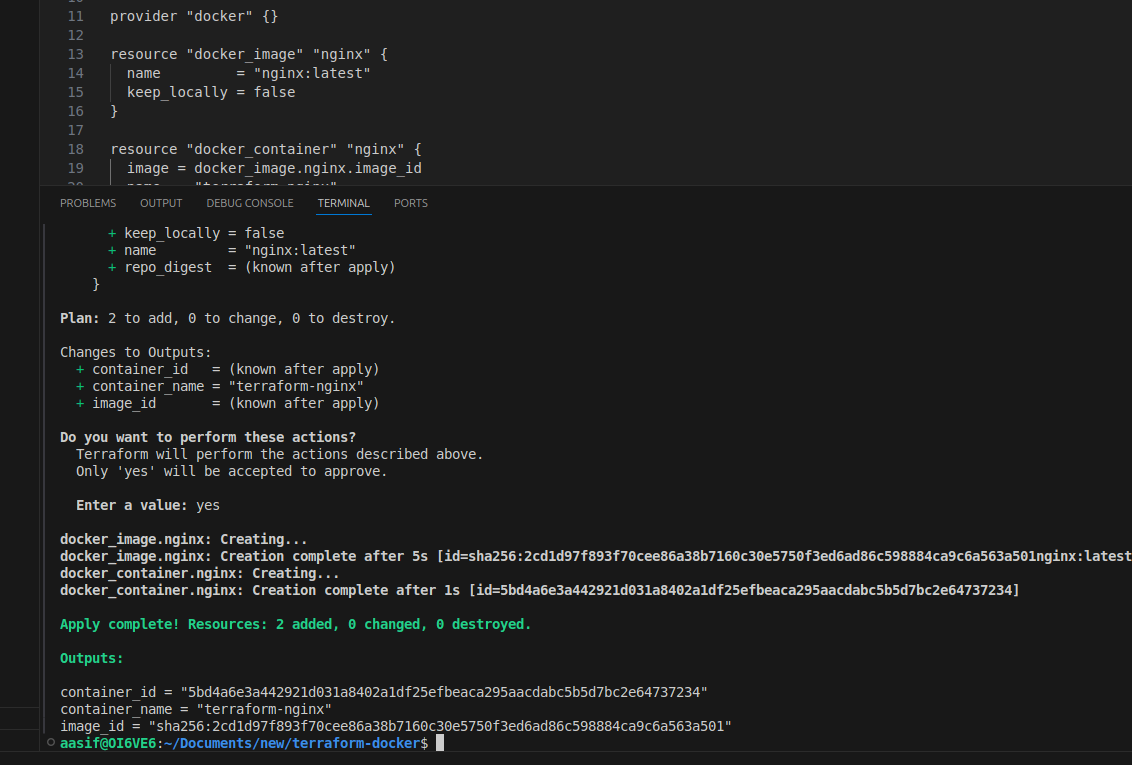 11 provider "docker" {}
12
13 resource "docker_image" "nginx" {
14   name         = "nginx:latest"
15   keep_locally = false
16 }
17
18 resource "docker_container" "nginx" {
19   image = docker_image.nginx.image_id
20   name  = "terraform-nginx"
PROBLEMS OUTPUT DEBUG CONSOLE TERMINAL PORTS
      + keep_locally = false
      + name         = "nginx:latest"
      + repo_digest  = (known after apply)
    }
Plan: 2 to add, 0 to change, 0 to destroy.
Changes to Outputs:
  + container_id   = (known after apply)
  + container_name = "terraform-nginx"
  + image_id       = (known after apply)
Do you want to perform these actions?
  Terraform will perform the actions described above.
  Only 'yes' will be accepted to approve.
  Enter a value: yes
docker_image.nginx: Creating...
docker_image.nginx: Creation complete after 5s [id=sha256:2cd1d97f893f70cee86a38b7160c30e5750f3ed6ad86c598884ca9c6a563a501nginx:latest
docker_container.nginx: Creating...
docker_container.nginx: Creation complete after 1s [id=5bd4a6e3a442921d031a8402a1df25efbeaca295aacdabc5b5d7bc2e64737234]
Apply complete! Resources: 2 added, 0 changed, 0 destroyed.
Outputs:
container_id = "5bd4a6e3a442921d031a8402a1df25efbeaca295aacdabc5b5d7bc2e64737234"
container_name = "terraform-nginx"
image_id = "sha256:2cd1d97f893f70cee86a38b7160c30e5750f3ed6ad86c598884ca9c6a563a501"
aasif@OI6VE6:~/Documents/new/terraform-docker$